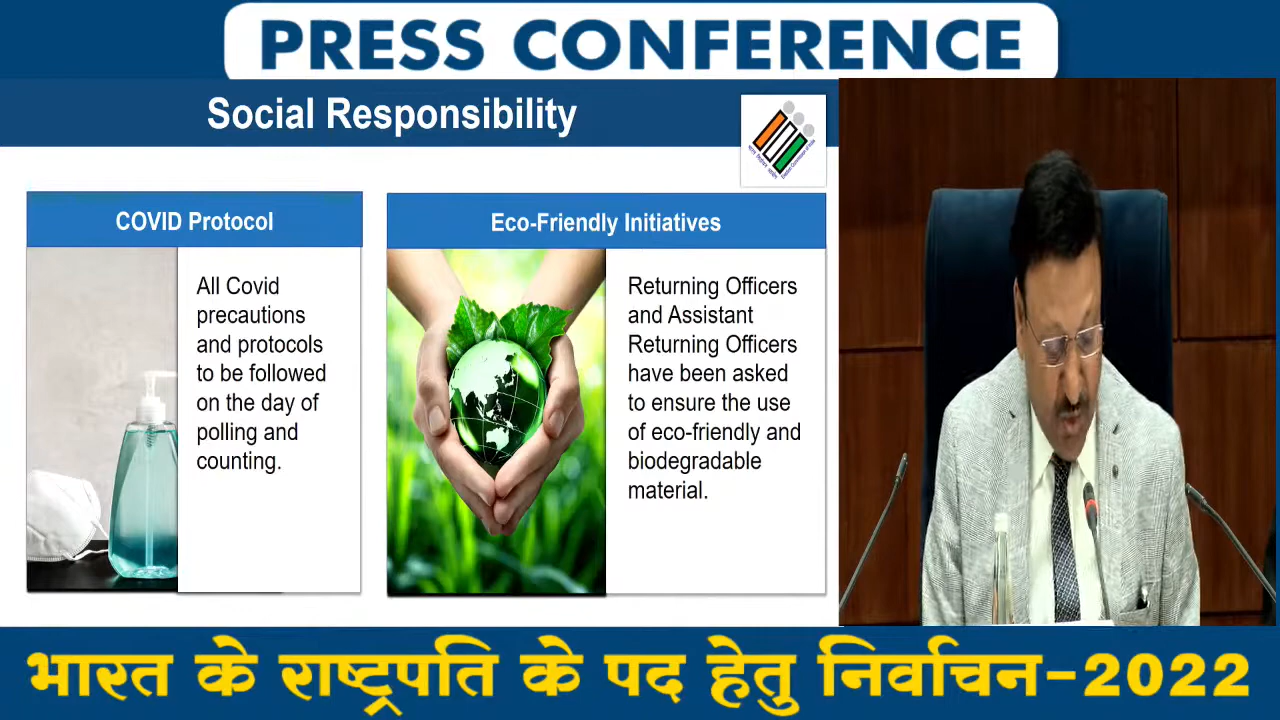 PRESS CONFERENCE
Social Responsibility
COVID Protocol
All Covid
precautions
and protocols
to be followed
on the day of
polling and
counting.
Eco-Friendly Initiatives
Returning Officers
and Assistant
Returning Officers
have been asked
to ensure the use
of eco-friendly and
biodegradable
material.
भारत के राष्ट्रपति के पद हेतु निर्वाचन-2022